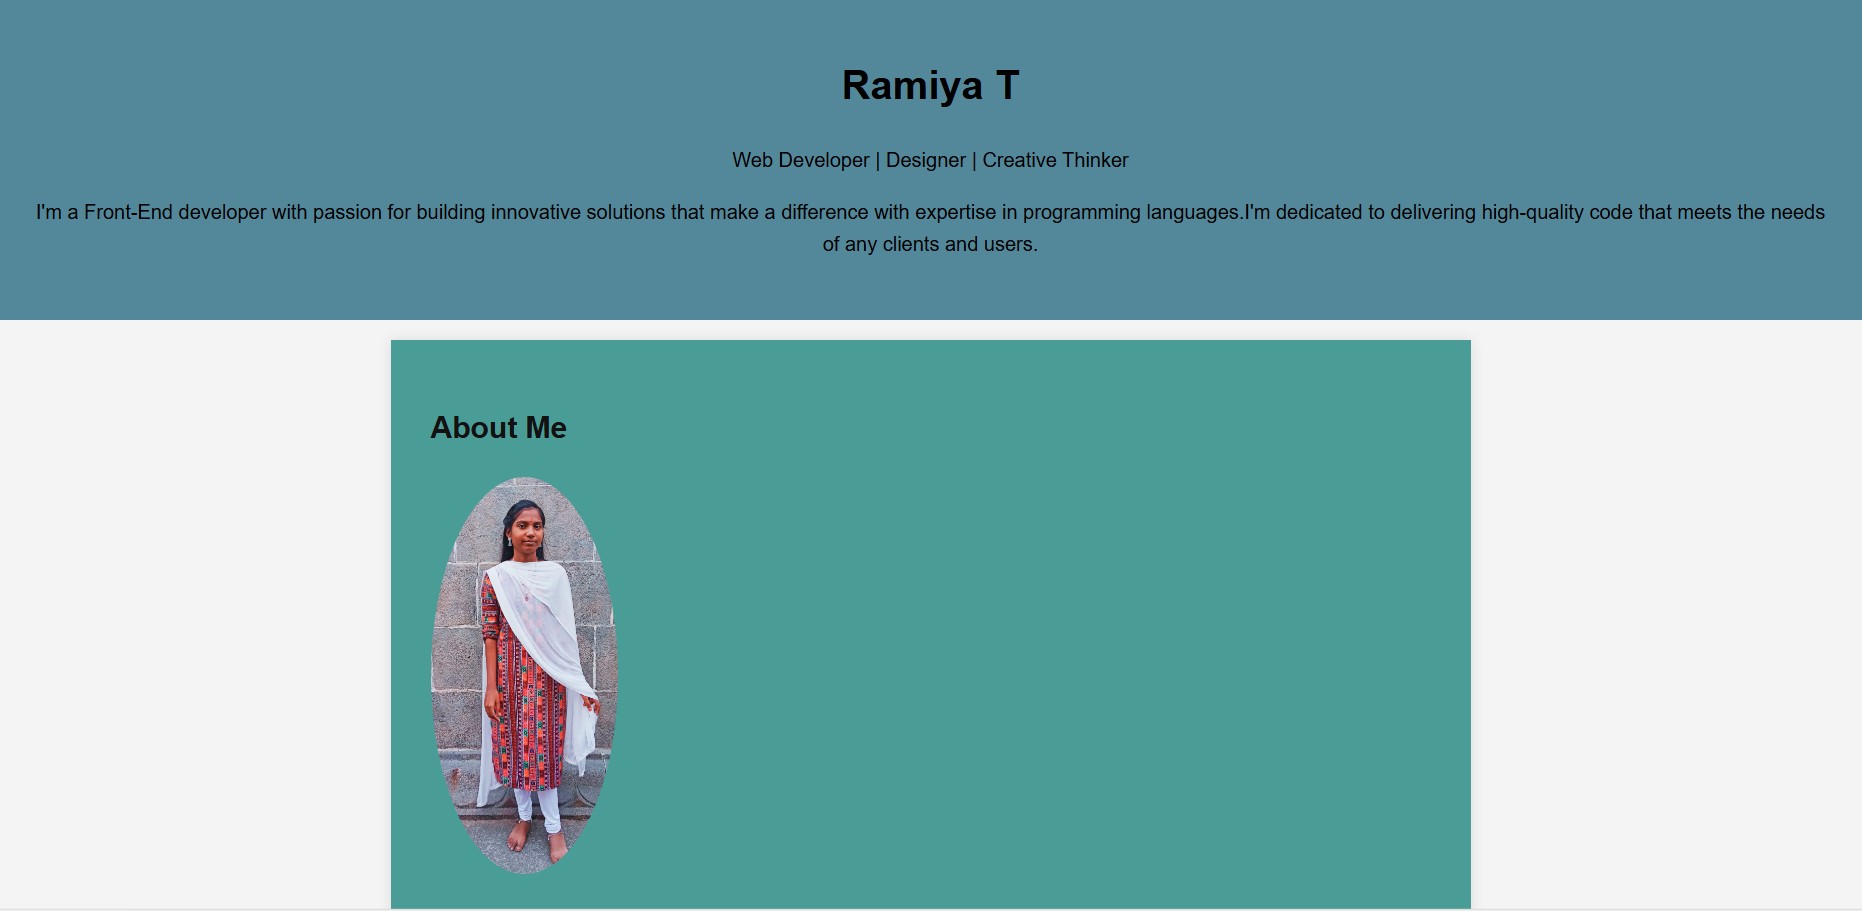 Ramiya T
Web Developer | Designer | Creative Thinker
I'm a Front-End developer with passion for building innovative solutions that make a difference with expertise in programming languages.I'm dedicated to delivering high-quality code that meets the needs
of any clients and users.
About Me